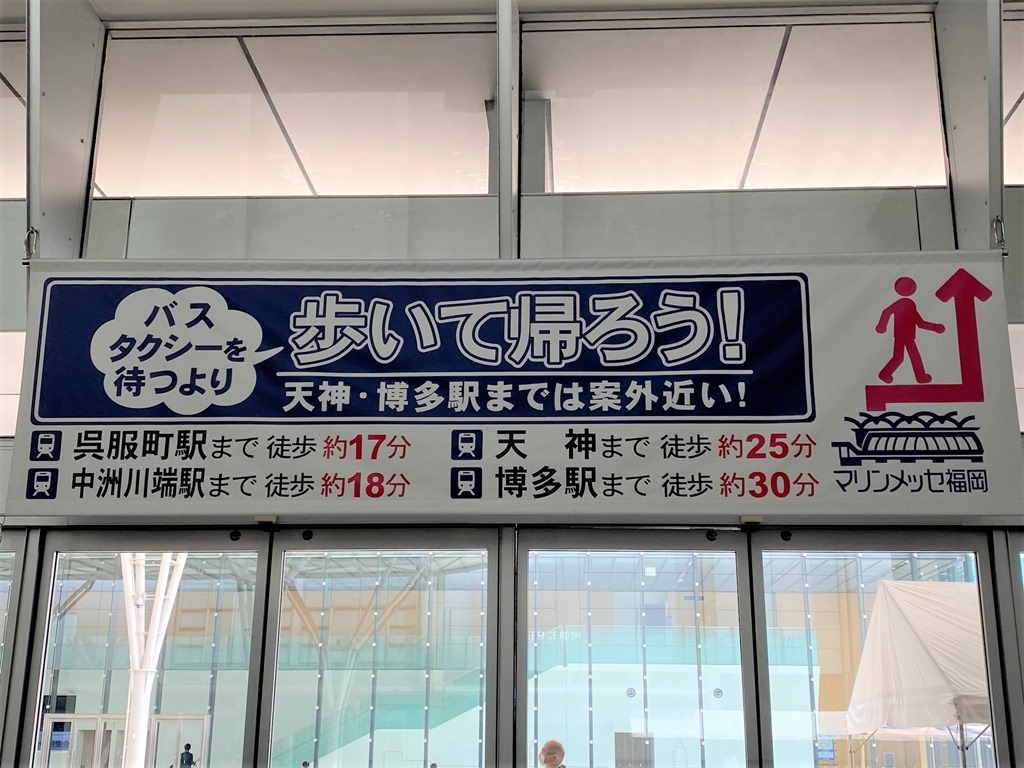 バス
タクシーを
待つより
歩いて帰ろう!
天神・博多駅までは案外近い!
呉服町駅まで 徒歩 約17分
天 神まで 徒歩 約25分
中洲川端駅まで 徒歩 約18分
博多駅まで 徒歩 約30分
マリンメッセ福岡